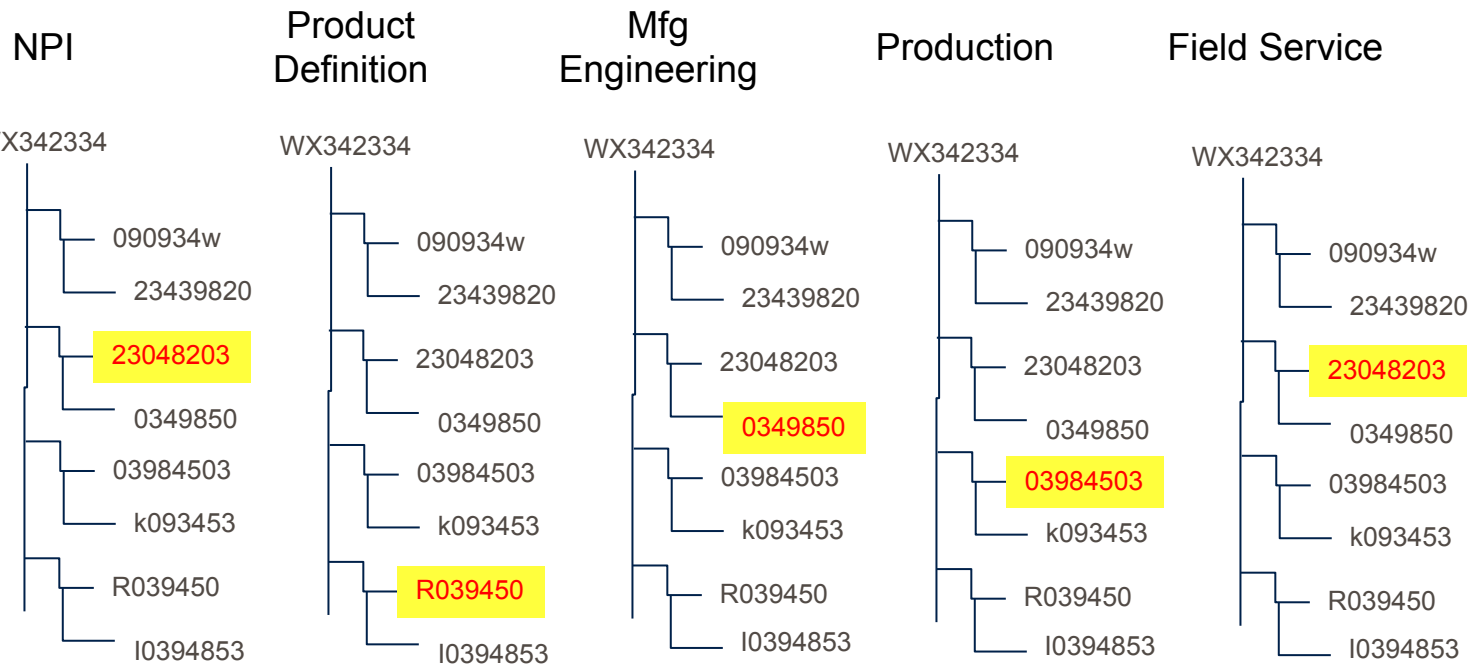 NPI
Product
Definition
Mfg
Engineering
Production
Field Service
X342334
090934w
23439820
23048203
0349850
03984503
k093453
R039450
I0394853
WX342334
090934w
23439820
23048203
0349850
03984503
k093453
R039450
I0394853
WX342334
090934w
23439820
23048203
0349850
03984503
k093453
R039450
I0394853
WX342334
090934w
23439820
23048203
0349850
03984503
k093453
R039450
I0394853
WX342334
090934w
23439820
23048203
0349850
03984503
k093453
R039450
I0394853